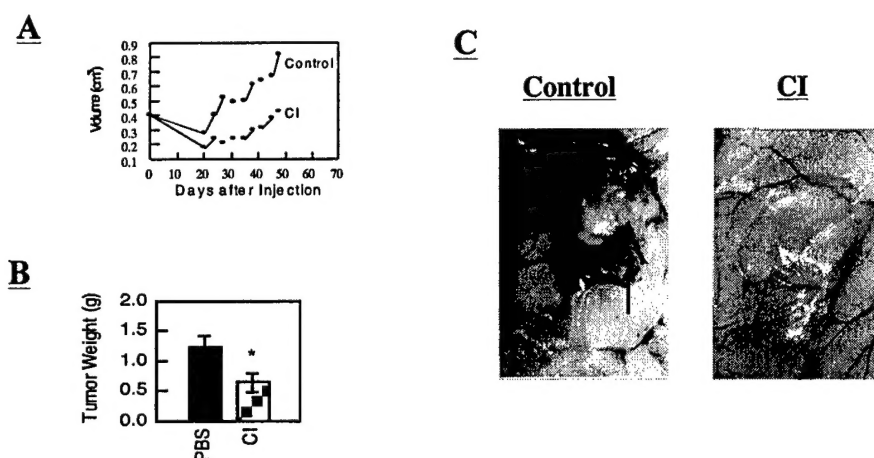 A
Volume (cm³)
0.9
0.8
0.7
0.6
0.5
0.4
0.3
0.2
0.1
Control
CI
0 10 20 30 40 50 60 70
Days after Injection
B
Tumor Weight (g)
2.0
1.5
1.0
0.5
0.0
*
PBS
CI
C
Control CI